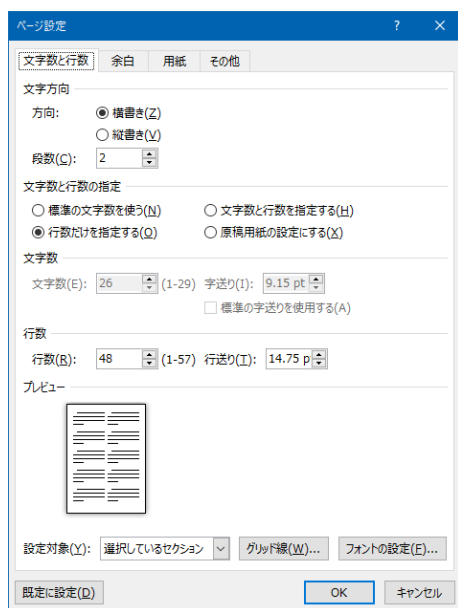 ページ設定 ?
文字数と行数 余白 用紙 その他
文字方向
方向: 横書き(Z)
縦書き(V)
段数(C): 2
文字数と行数の指定
標準の文字数を使う(N) 文字数と行数を指定する(H)
行数だけを指定する(O) 原稿用紙の設定にする(X)
文字数
文字数(E): 26 (1-29) 字送り(I): 9.15 pt
標準の字送りを使用する(A)
行数
行数(R): 48 (1-57) 行送り(T): 14.75 p
プレビュー
設定対象(Y): 選択しているセクション グリッド線(W)... フォントの設定(F)...
既定に設定(D) OK キャンセル